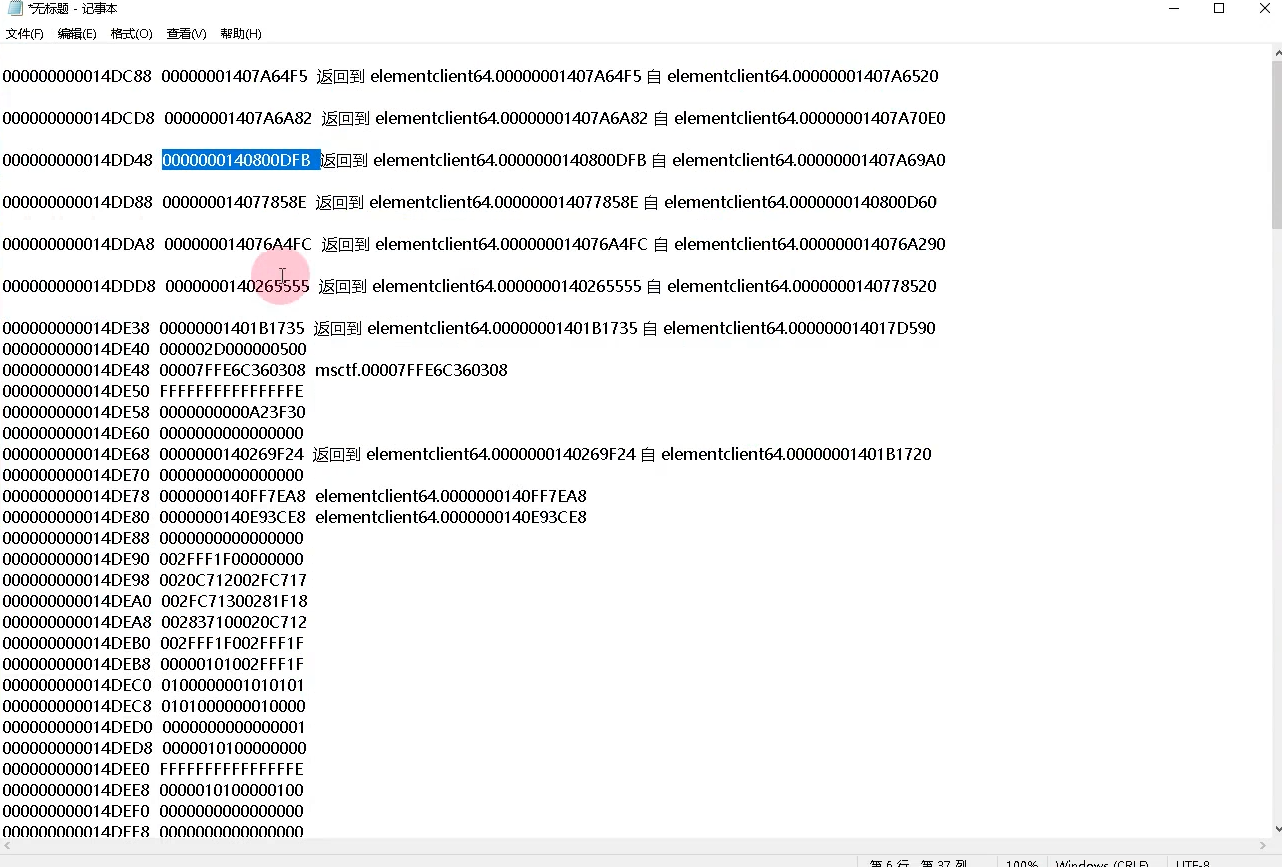 *无标题 - 记事本
文件(F) 编辑(E) 格式(O) 查看(V) 帮助(H)
000000000014DC88 00000001407A64F5 返回到 elementclient64.00000001407A64F5 自 elementclient64.00000001407A6520
000000000014DCD8 00000001407A6A82 返回到 elementclient64.00000001407A6A82 自 elementclient64.00000001407A70E0
000000000014DD48 0000000140800DFB 返回到 elementclient64.0000000140800DFB 自 elementclient64.00000001407A69A0
000000000014DD88 000000014077858E 返回到 elementclient64.000000014077858E 自 elementclient64.0000000140800D60
000000000014DDA8 000000014076A4FC 返回到 elementclient64.000000014076A4FC 自 elementclient64.000000014076A290
000000000014DDD8 0000000140265555 返回到 elementclient64.0000000140265555 自 elementclient64.0000000140778520
000000000014DE38 00000001401B1735 返回到 elementclient64.00000001401B1735 自 elementclient64.000000014017D590
000000000014DE40 000002D000000500
000000000014DE48 00007FFE6C360308 msctf.00007FFE6C360308
000000000014DE50 FFFFFFFFFFFFFFFE
000000000014DE58 0000000000A23F30
000000000014DE60 0000000000000000
000000000014DE68 0000000140269F24 返回到 elementclient64.0000000140269F24 自 elementclient64.00000001401B1720
000000000014DE70 0000000000000000
000000000014DE78 0000000140FF7EA8 elementclient64.0000000140FF7EA8
000000000014DE80 0000000140E93CE8 elementclient64.0000000140E93CE8
000000000014DE88 0000000000000000
000000000014DE90 002FFF1F00000000
000000000014DE98 0020C712002FC717
000000000014DEA0 002FC71300281F18
000000000014DEA8 002837100020C712
000000000014DEB0 002FFF1F002FFF1F
000000000014DEB8 00000101002FFF1F
000000000014DEC0 0100000001010101
000000000014DEC8 0101000000010000
000000000014DED0 0000000000000001
000000000014DED8 0000010100000000
000000000014DEE0 FFFFFFFFFFFFFFFE
000000000014DEE8 0000010100000100
000000000014DEF0 0000000000000000
000000000014DEF8 0000000000000000
第 6 行, 第 37 列 100% Windows (CRLF) UTF-8